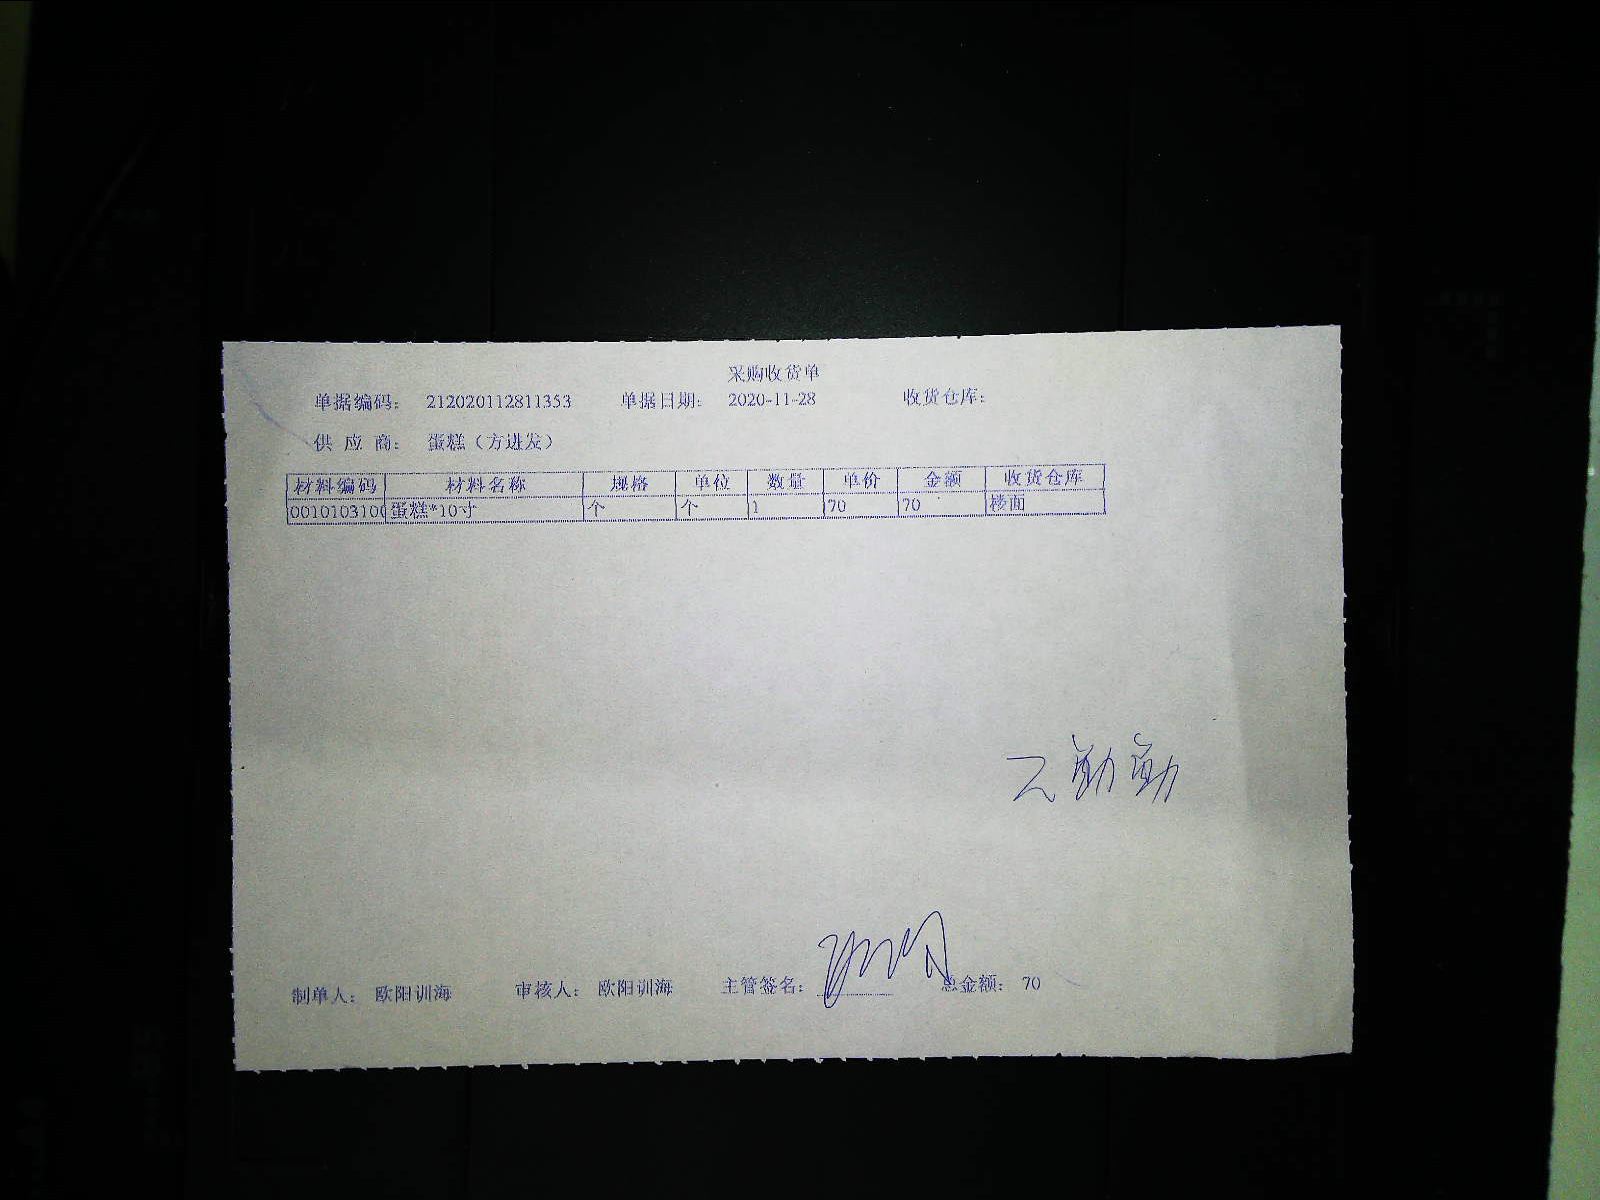 采购收货单
单据编码： 212020112811353 单据日期： 2020-11-28 收货仓库：
供 应 商： 蛋糕（方进发）
材料编码 材料名称 规格 单位 数量 单价 金额 收货仓库
0010103100 蛋糕*10寸 个 个 1 70 70 楼面
制单人： 欧阳训海 审核人： 欧阳训海 主管签名： 总金额： 70